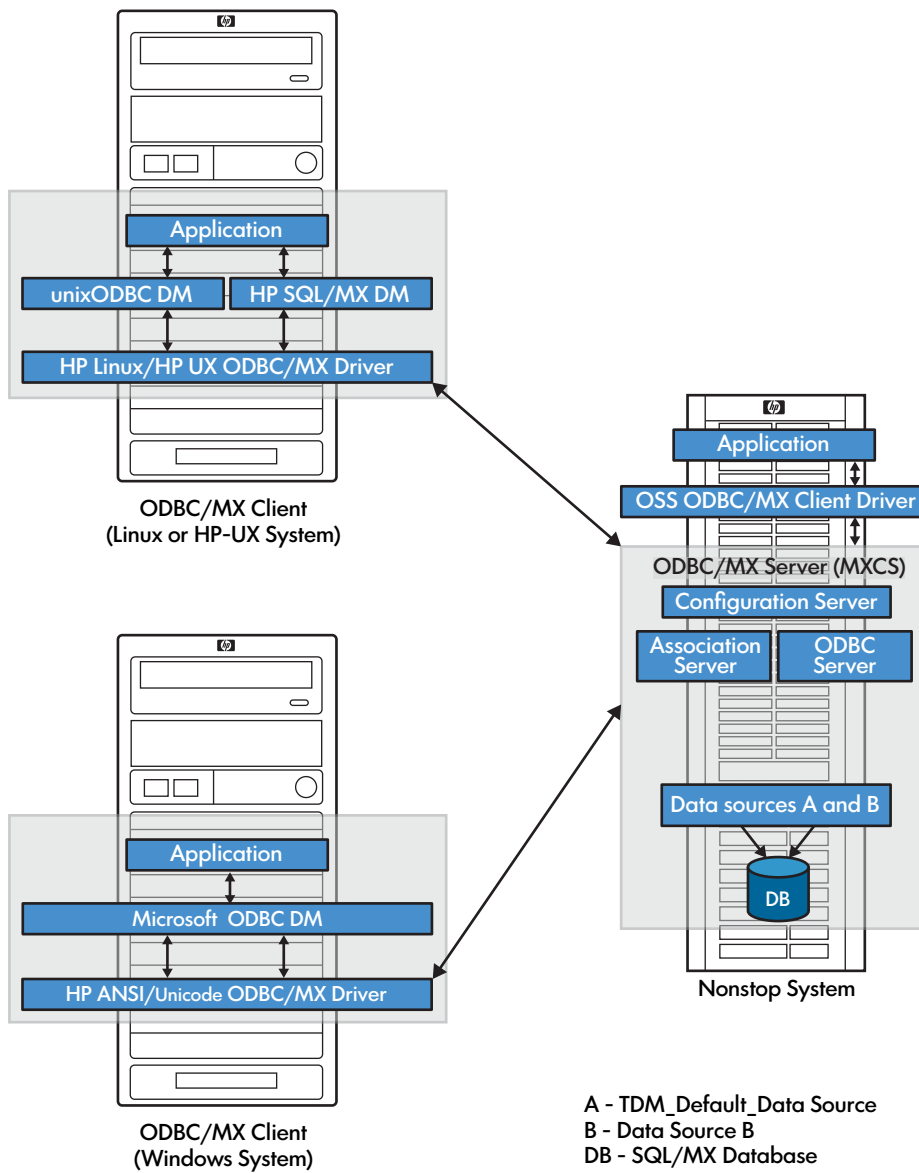 hp
Application
unixODBC DM
HP SQL/MX DM
HP Linux/HP UX ODBC/MX Driver
ODBC/MX Client
(Linux or HP-UX System)
hp
Application
OSS ODBC/MX Client Driver
ODBC/MX Server (MXCS)
Configuration Server
Association
Server
ODBC
Server
Data sources A and B
DB
Nonstop System
hp
Application
Microsoft ODBC DM
HP ANSI/Unicode ODBC/MX Driver
ODBC/MX Client
(Windows System)
A - TDM_Default_Data Source
B - Data Source B
DB - SQL/MX Database